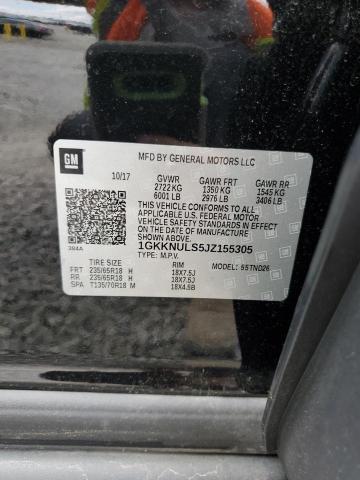 GM
MFD BY GENERAL MOTORS LLC
10/17 GVWR GAWR FRT GAWR RR
2722 KG 1350 KG 1545 KG
6001 LB 2976 LB 3406 LB
THIS VEHICLE CONFORMS TO ALL
APPLICABLE U.S. FEDERAL MOTOR
VEHICLE SAFETY STANDARDS IN
EFFECT ON THE DATE OF MANUFACTURE
SHOWN ABOVE.
1GKKNULS5JZ155305
TYPE: M.P.V.
384A
MODEL: 55TND26
TIRE SIZE RIM
FRT 235/65R18 H 18X7.5J
RR 235/65R18 H 18X7.5J
SPA T135/70R18 M 18X4.5B